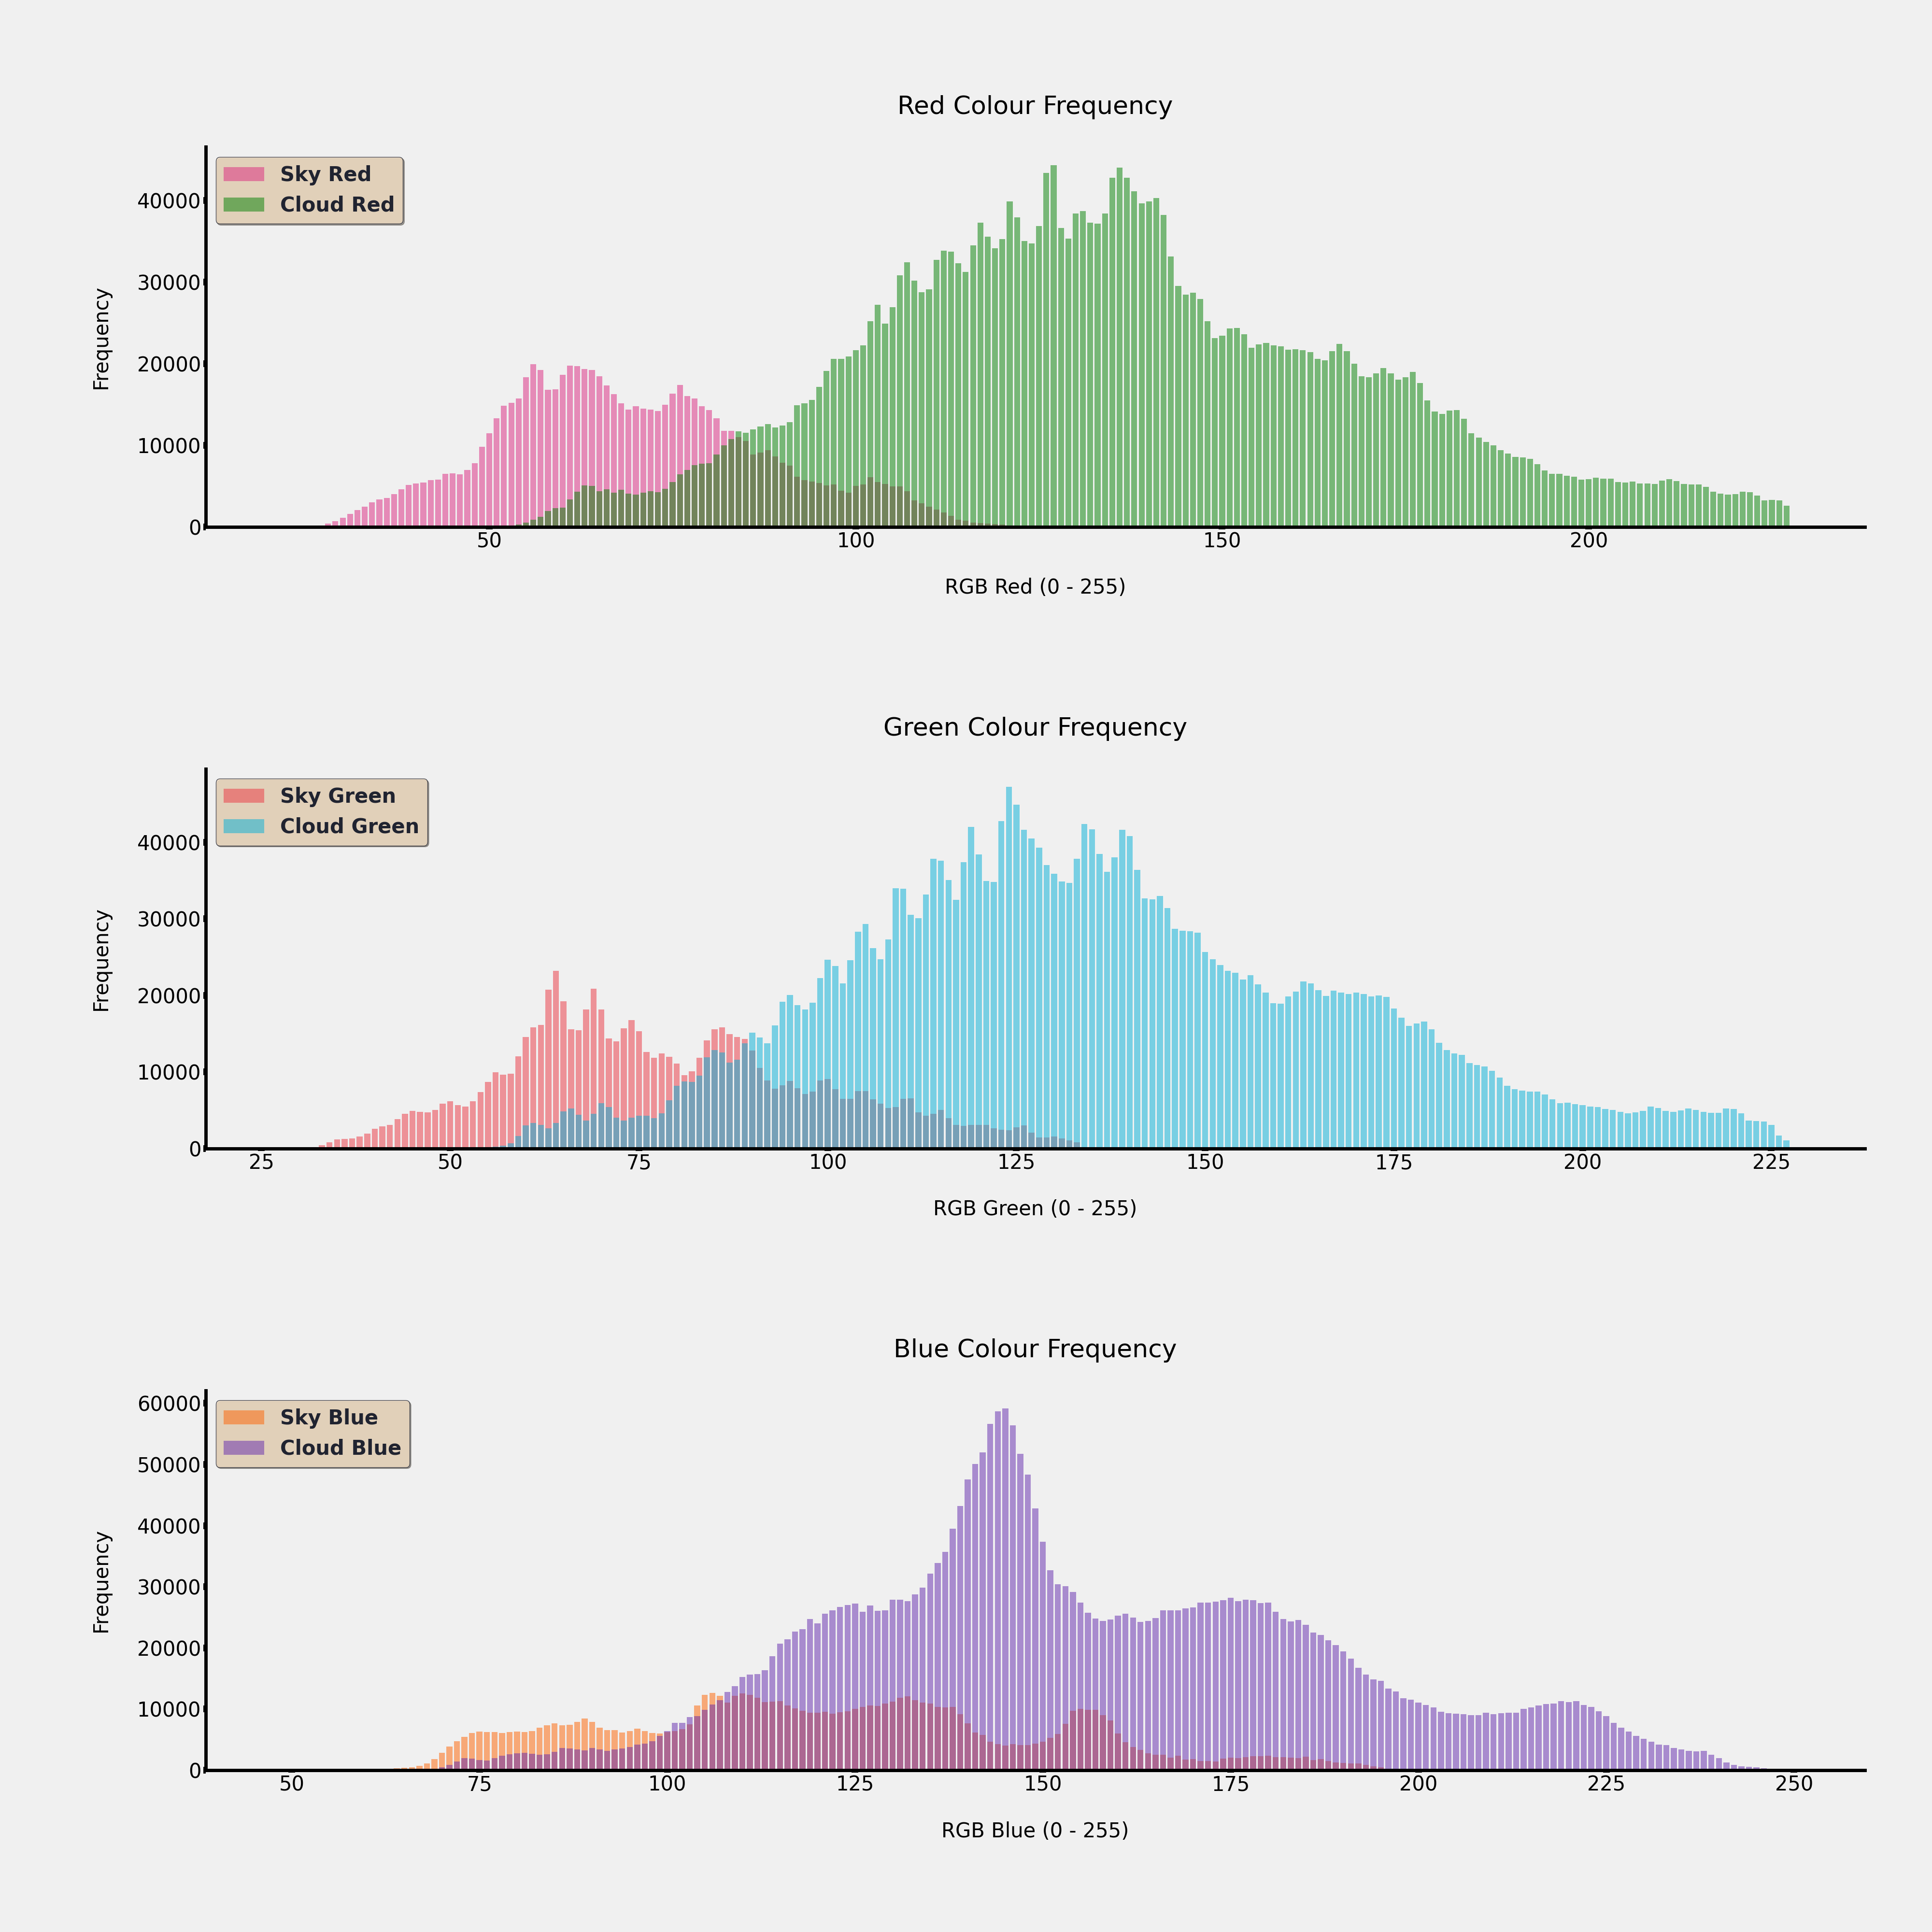 Red Colour Frequency
Sky Red
Cloud Red
40000
30000
20000
10000
0
Frequency
50 100 150 200
RGB Red (0 - 255)
Green Colour Frequency
Sky Green
Cloud Green
40000
30000
20000
10000
0
Frequency
25 50 75 100 125 150 175 200 225
RGB Green (0 - 255)
Blue Colour Frequency
Sky Blue
Cloud Blue
60000
50000
40000
30000
20000
10000
0
Frequency
50 75 100 125 150 175 200 225 250
RGB Blue (0 - 255)